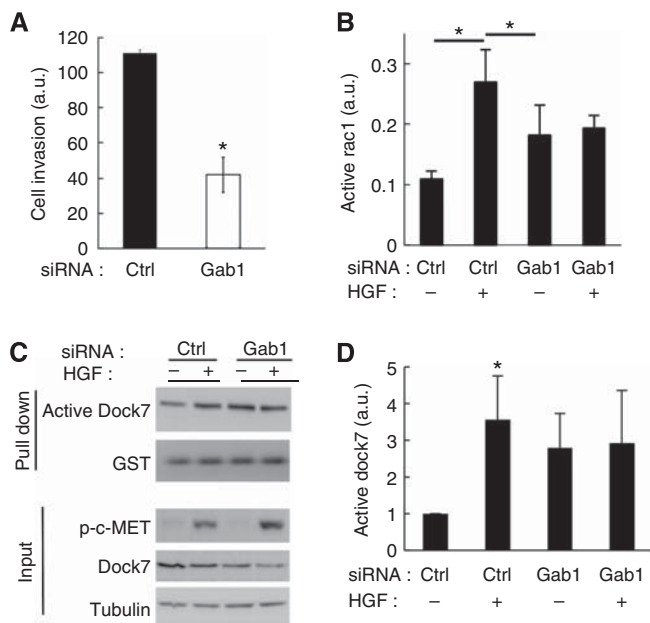 A
Cell invasion (a.u.)
120
100
80
60
40
20
0
*
siRNA : Ctrl Gab1
B
Active rac1 (a.u.)
0.3
0.2
0.1
0
* *
siRNA : Ctrl Ctrl Gab1 Gab1
HGF : – + – +
C
siRNA : Ctrl Gab1
HGF : – + – +
Pull down
Active Dock7
GST
Input
p-c-MET
Dock7
Tubulin
D
Active dock7 (a.u.)
5
4
3
2
1
0
*
siRNA : Ctrl Ctrl Gab1 Gab1
HGF : – + – +